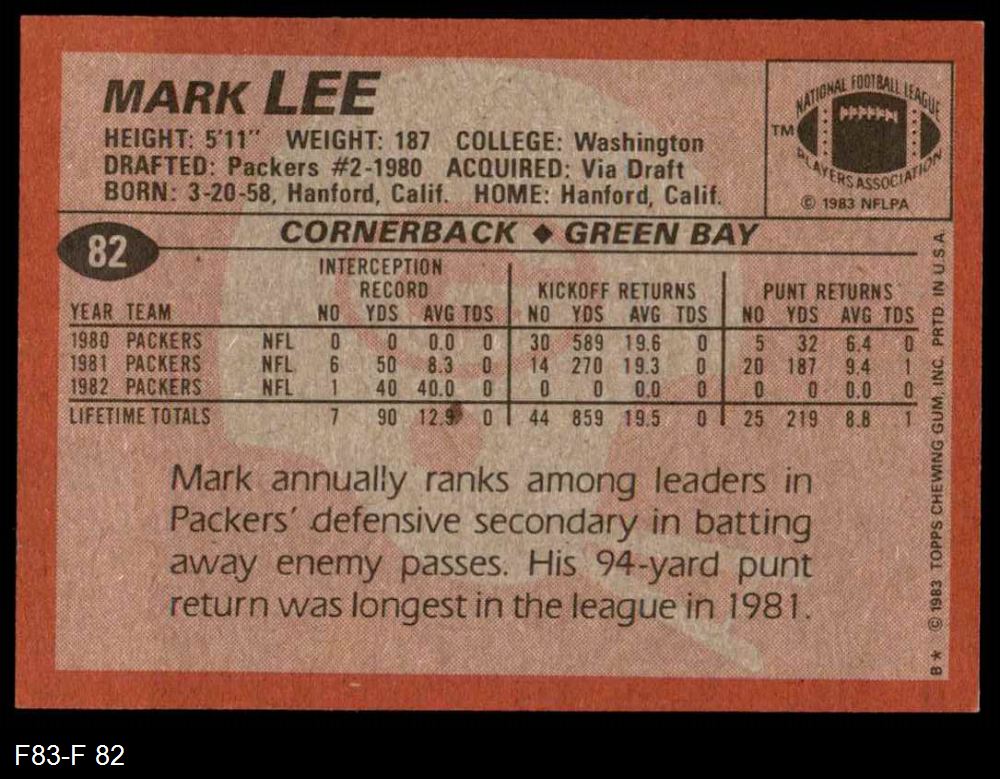 MARK LEE
HEIGHT: 5'11" WEIGHT: 187 COLLEGE: Washington
DRAFTED: Packers #2-1980 ACQUIRED: Via Draft
BORN: 3-20-58, Hanford, Calif. HOME: Hanford, Calif.
NATIONAL FOOTBALL LEAGUE
TM
PLAYERS ASSOCIATION
© 1983 NFLPA
82
CORNERBACK ◆ GREEN BAY
INTERCEPTION
RECORD KICKOFF RETURNS PUNT RETURNS
YEAR TEAM NO YDS AVG TDS NO YDS AVG TDS NO YDS AVG TDS
1980 PACKERS NFL 0 0 0.0 0 30 589 19.6 0 5 32 6.4 0
1981 PACKERS NFL 6 50 8.3 0 14 270 19.3 0 20 187 9.4 1
1982 PACKERS NFL 1 40 40.0 0 0 0 0.0 0 0 0 0.0 0
LIFETIME TOTALS 7 90 12.9 0 44 859 19.5 0 25 219 8.8 1
Mark annually ranks among leaders in
Packers' defensive secondary in batting
away enemy passes. His 94-yard punt
return was longest in the league in 1981.
B* © 1983 TOPPS CHEWING GUM, INC. PRTD IN U.S.A.
F83-F 82